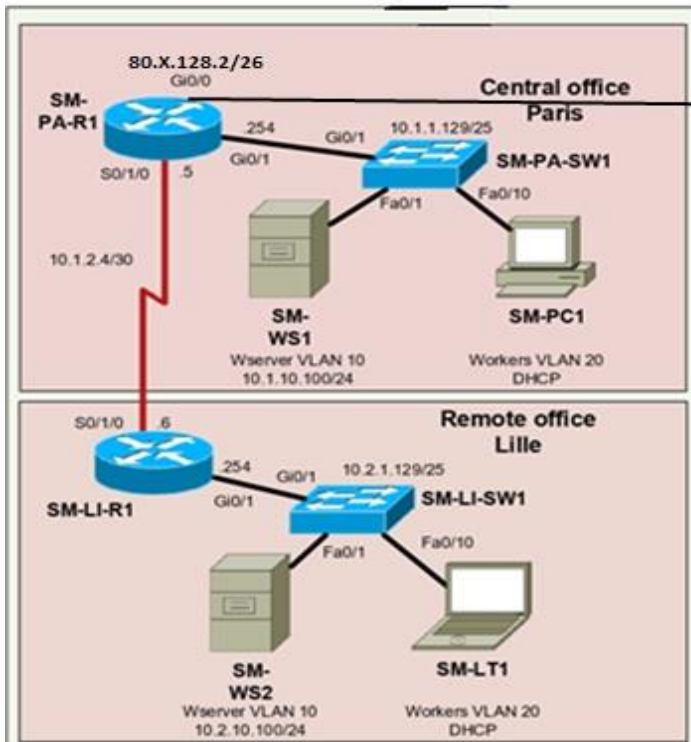 80.X.128.2/26
Gi0/0
SM-
PA-R1
Central office
Paris
.254
Gi0/1
Gi0/1
10.1.1.129/25
SM-PA-SW1
S0/1/0
.5
Fa0/1
Fa0/10
10.1.2.4/30
SM-
WS1
SM-PC1
Wserver VLAN 10
10.1.10.100/24
Workers VLAN 20
DHCP
Remote office
Lille
S0/1/0
.6
.254
Gi0/1
Gi0/1
10.2.1.129/25
SM-LI-R1
SM-LI-SW1
Fa0/1
Fa0/10
SM-
WS2
SM-LT1
Wserver VLAN 10
10.2.10.100/24
Workers VLAN 20
DHCP